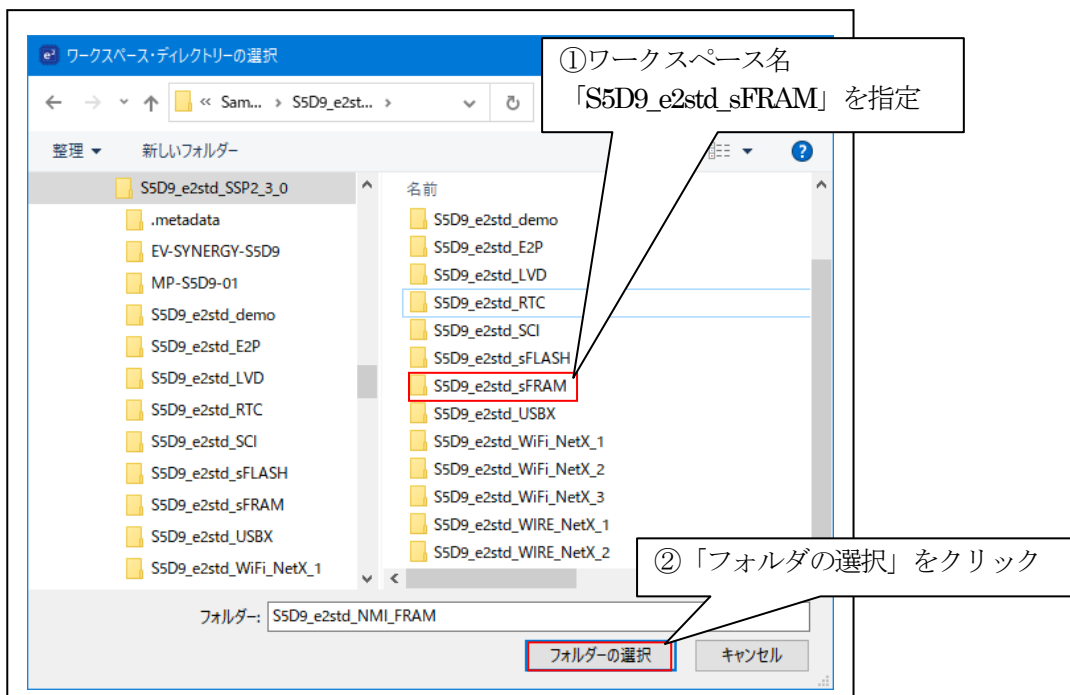 ワークスペース・ディレクトリーの選択
①ワークスペース名
「S5D9_e2std_sFRAM」を指定
« Sam... › S5D9_e2st... ›
整理 新しいフォルダー
S5D9_e2std_SSP2_3_0
.metadata
EV-SYNERGY-S5D9
MP-S5D9-01
S5D9_e2std_demo
S5D9_e2std_E2P
S5D9_e2std_LVD
S5D9_e2std_RTC
S5D9_e2std_SCI
S5D9_e2std_sFLASH
S5D9_e2std_sFRAM
S5D9_e2std_USBX
S5D9_e2std_WiFi_NetX_1
名前
S5D9_e2std_demo
S5D9_e2std_E2P
S5D9_e2std_LVD
S5D9_e2std_RTC
S5D9_e2std_SCI
S5D9_e2std_sFLASH
S5D9_e2std_sFRAM
S5D9_e2std_USBX
S5D9_e2std_WiFi_NetX_1
S5D9_e2std_WiFi_NetX_2
S5D9_e2std_WiFi_NetX_3
S5D9_e2std_WIRE_NetX_1
S5D9_e2std_WIRE_NetX_2
②「フォルダの選択」をクリック
フォルダー: S5D9_e2std_NMI_FRAM
フォルダーの選択 キャンセル